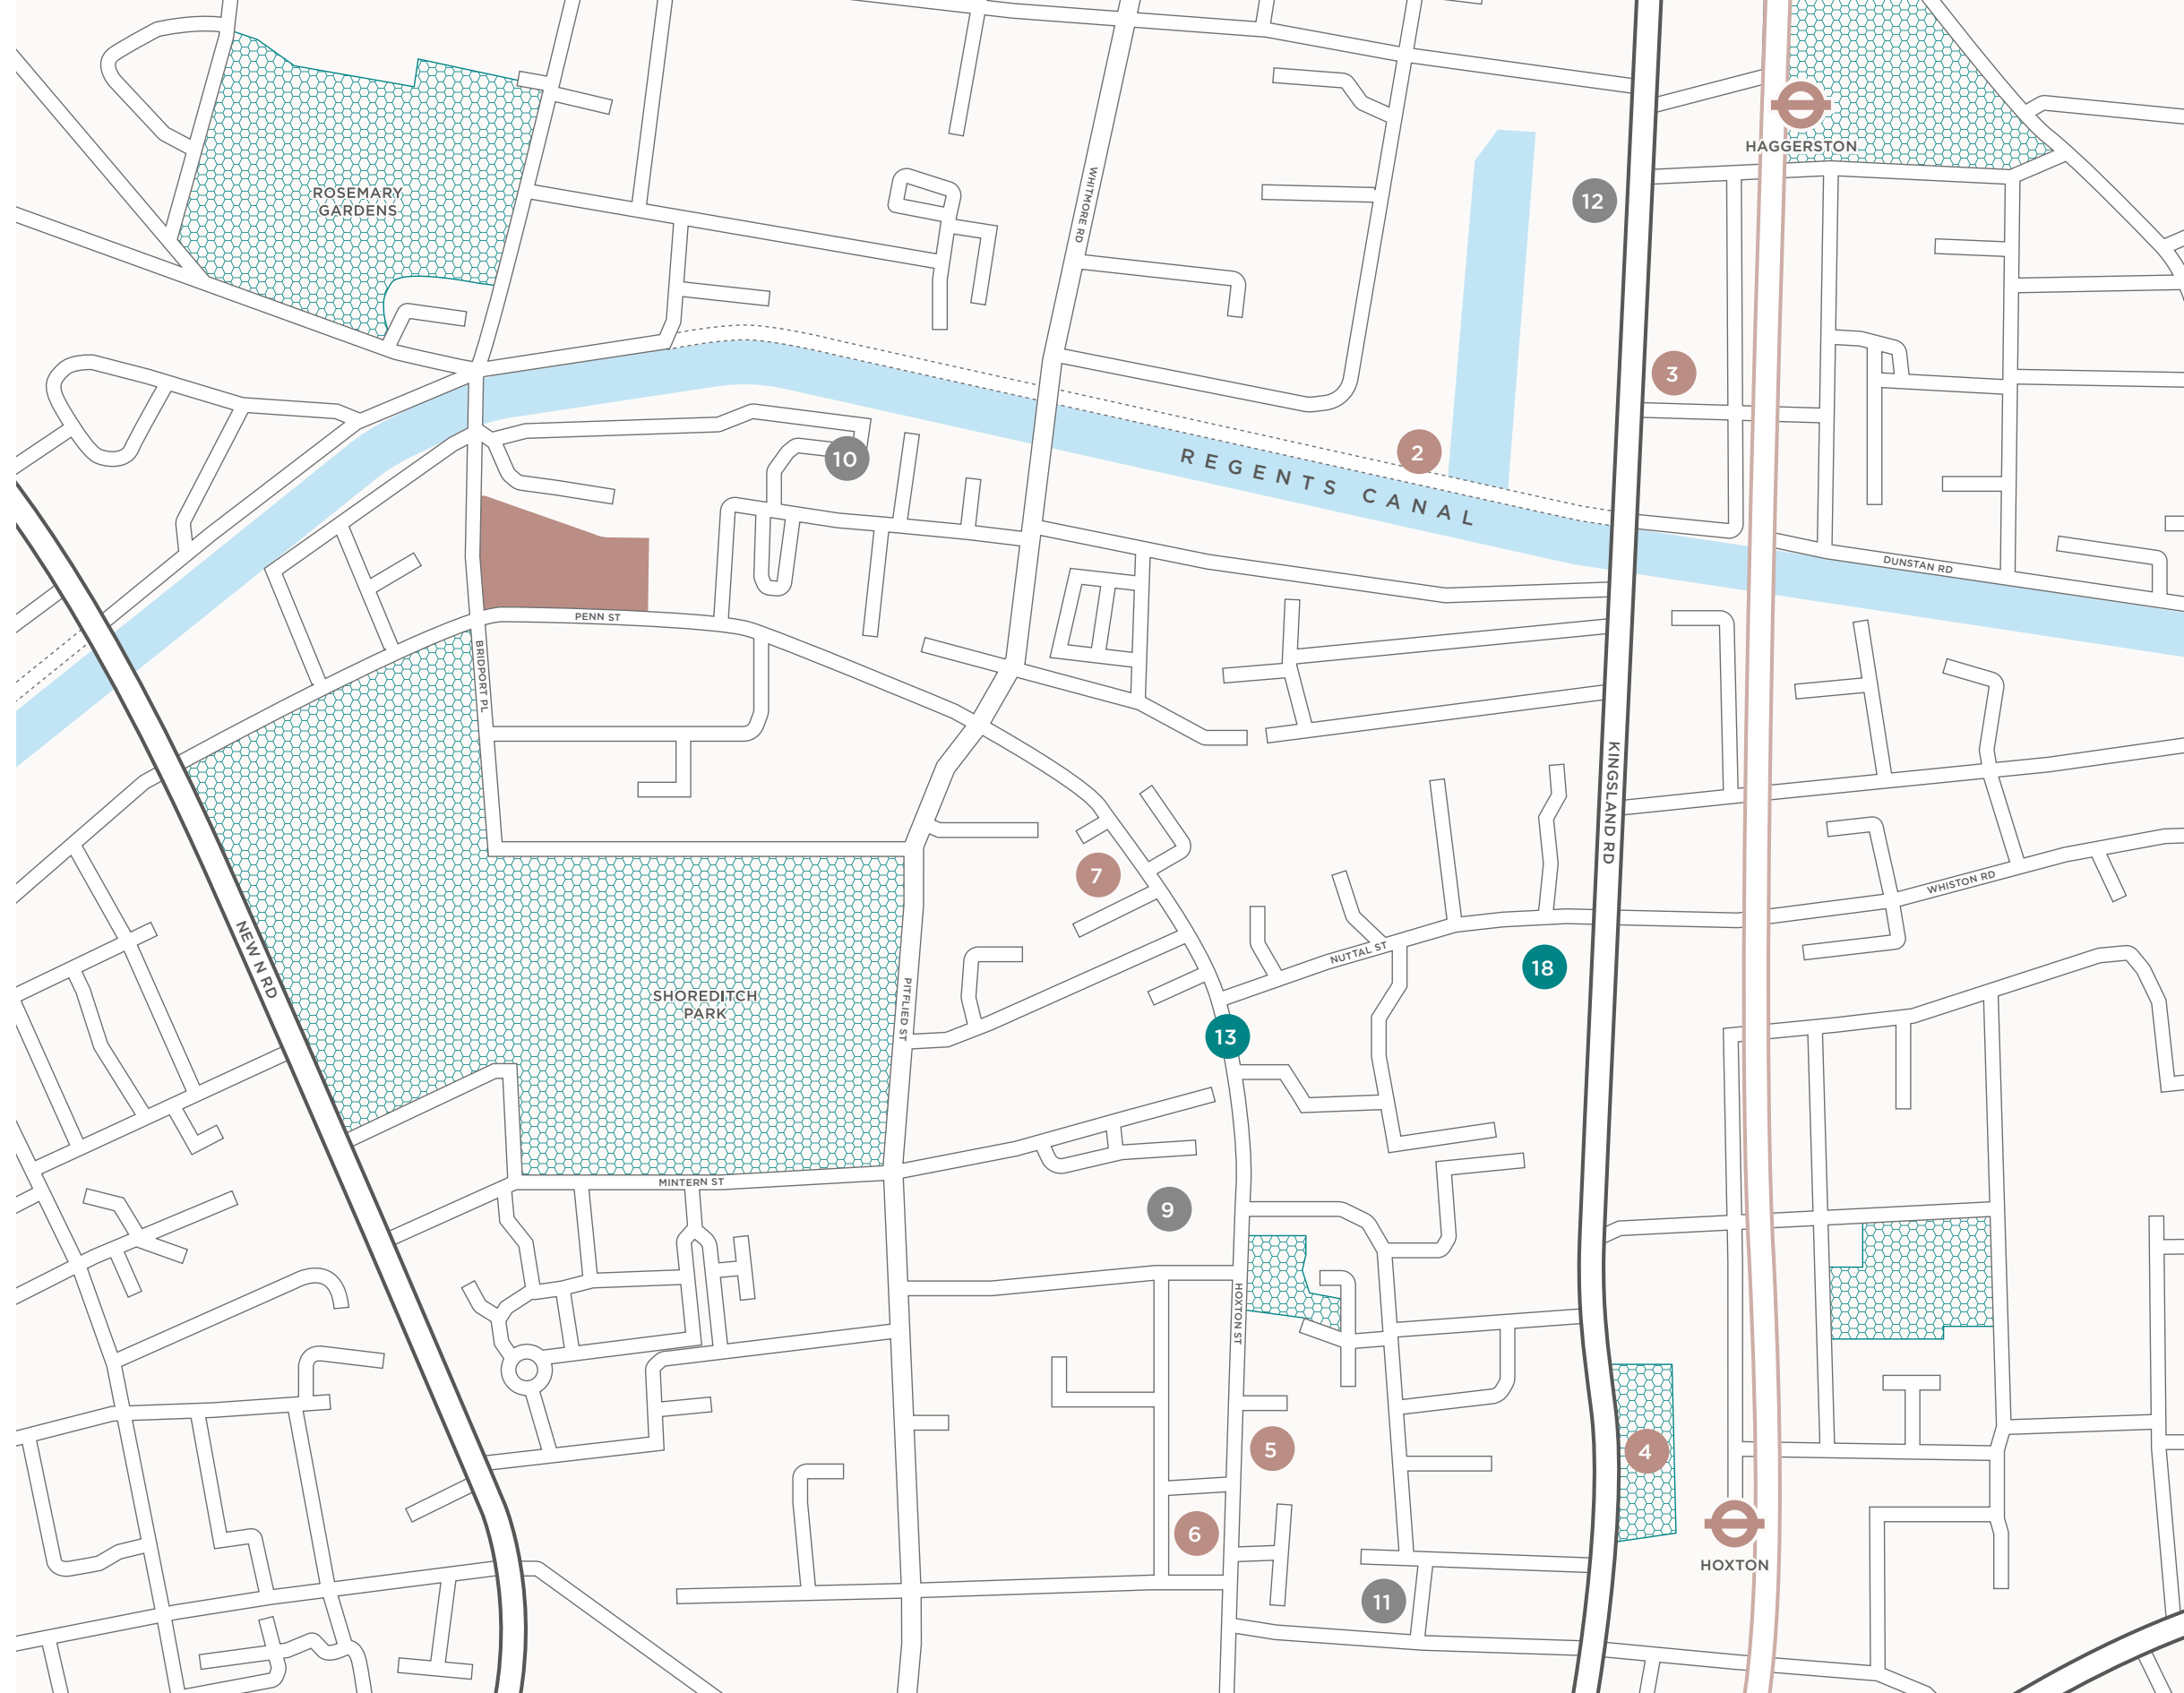 HAGGERSTON
12
ROSEMARY
GARDENS
WHITMORE RD
3
2
10
REGENTS CANAL
DUNSTAN RD
PENN ST
BRIDPORT PL
KINGSLAND RD
7
WHISTON RD
NUTTAL ST
NEW N RD
18
SHOREDITCH
PARK
PITFLIED ST
13
MINTERN ST
9
HOXTON ST
5
4
6
HOXTON
11